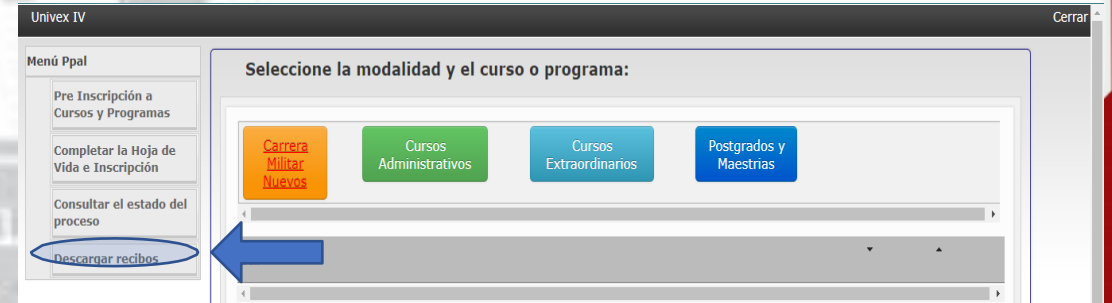 Univex IV
Cerrar
Menú Ppal
Pre Inscripción a
Cursos y Programas
Completar la Hoja de
Vida e Inscripción
Consultar el estado del
proceso
Descargar recibos
Seleccione la modalidad y el curso o programa:
Carrera
Militar
Nuevos
Cursos
Administrativos
Cursos
Extraordinarios
Postgrados y
Maestrias